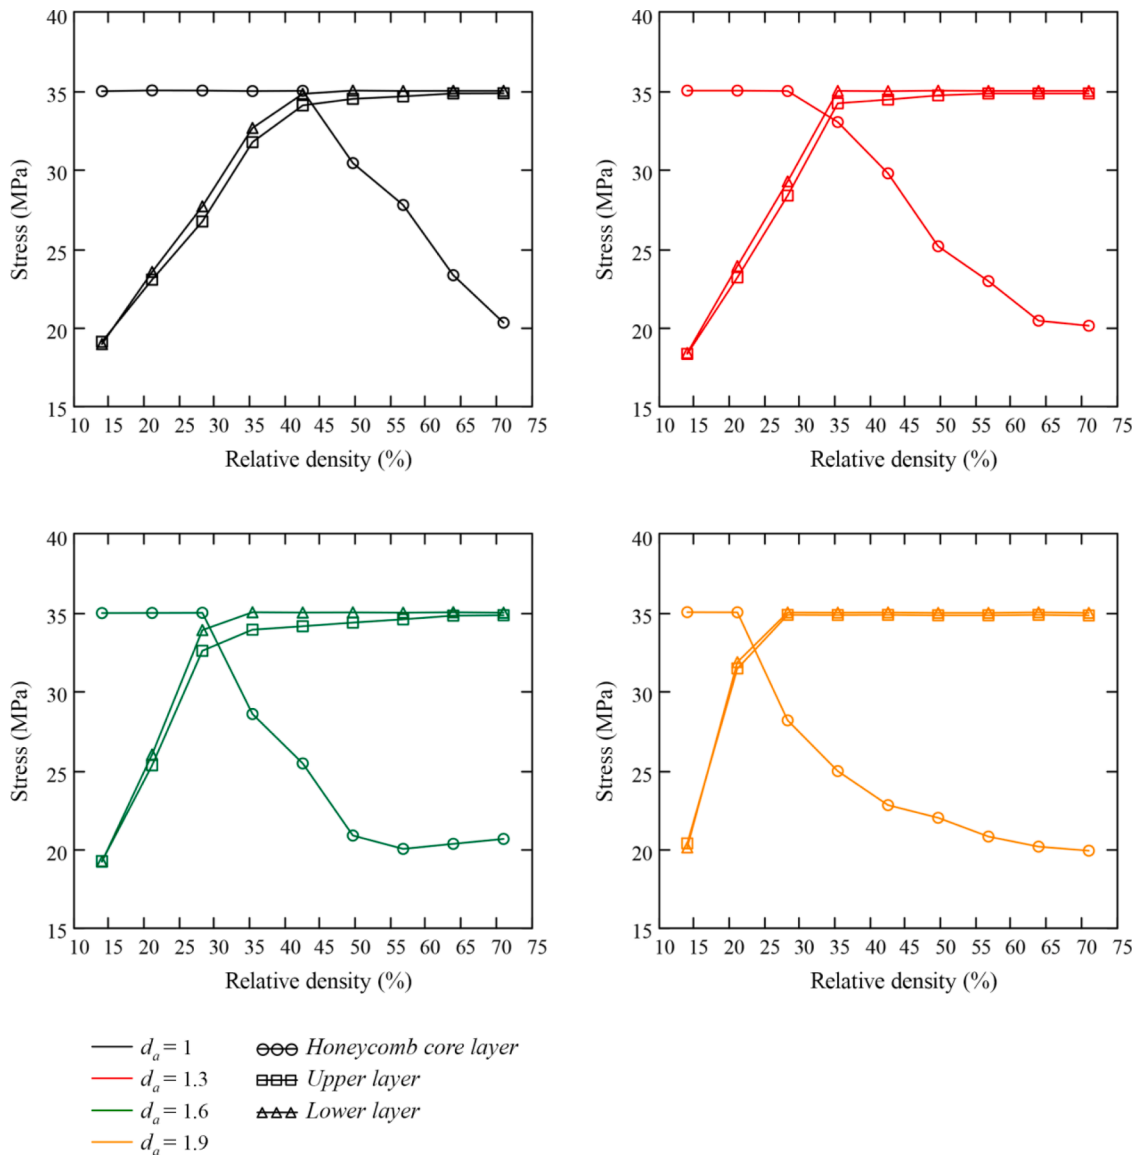 40
35
30
25
20
15
Stress (MPa)
10 15 20 25 30 35 40 45 50 55 60 65 70 75
Relative density (%)
40
35
30
25
20
15
Stress (MPa)
10 15 20 25 30 35 40 45 50 55 60 65 70 75
Relative density (%)
40
35
30
25
20
15
Stress (MPa)
10 15 20 25 30 35 40 45 50 55 60 65 70 75
Relative density (%)
40
35
30
25
20
15
Stress (MPa)
10 15 20 25 30 35 40 45 50 55 60 65 70 75
Relative density (%)
dₐ = 1 Honeycomb core layer
dₐ = 1.3 Upper layer
dₐ = 1.6 Lower layer
dₐ = 1.9